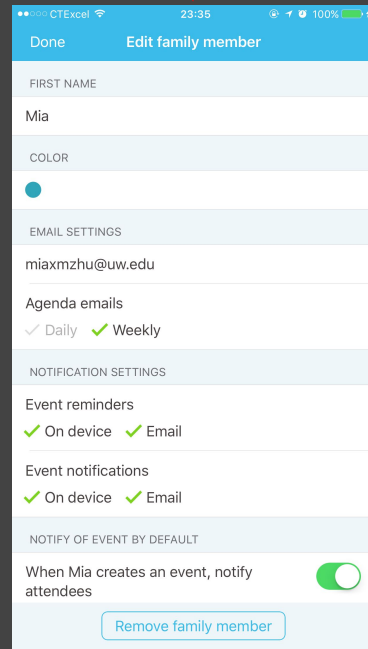 CTExcel 23:35 100%
Done Edit family member
FIRST NAME
Mia
COLOR
EMAIL SETTINGS
miaxmzhu@uw.edu
Agenda emails
Daily Weekly
NOTIFICATION SETTINGS
Event reminders
On device Email
Event notifications
On device Email
NOTIFY OF EVENT BY DEFAULT
When Mia creates an event, notify
attendees
Remove family member